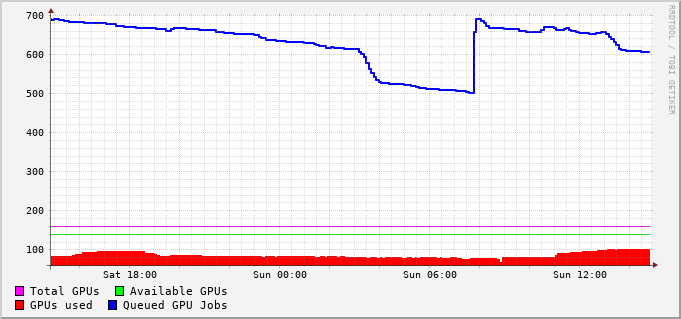 700
600
500
400
300
200
100
Sat 18:00 Sun 00:00 Sun 06:00 Sun 12:00
Total GPUs Available GPUs
GPUs used Queued GPU Jobs
RRDTOOL / TOBI OETIKER